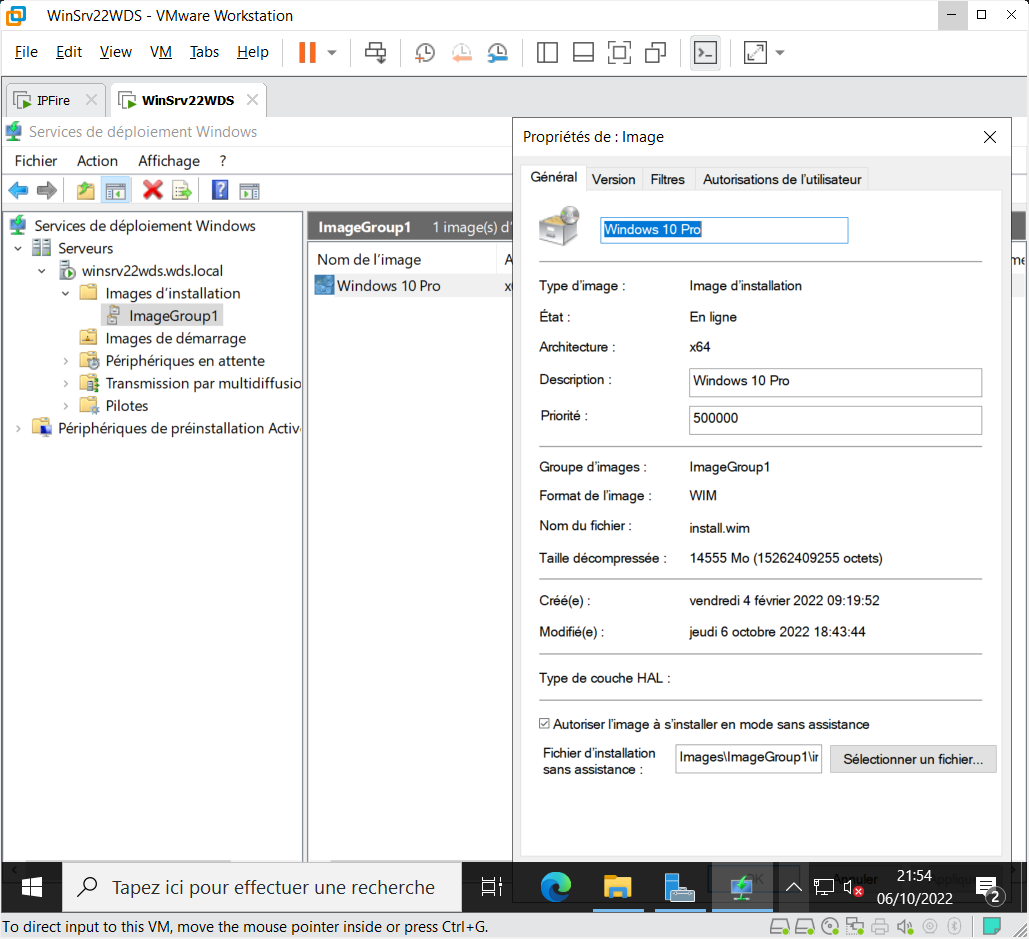 WinSrv22WDS - VMware Workstation
File Edit View VM Tabs Help
IPFire
WinSrv22WDS
Services de déploiement Windows
Fichier Action Affichage ?
Services de déploiement Windows
Serveurs
winsrv22wds.wds.local
Images d'installation
ImageGroup1
Images de démarrage
Périphériques en attente
Transmission par multidiffusio
Pilotes
Périphériques de préinstallation Active
ImageGroup1 1 image(s) d'
Nom de l'image A
Windows 10 Pro x
Propriétés de : Image
Général Version Filtres Autorisations de l'utilisateur
Windows 10 Pro
Type d'image : Image d'installation
État : En ligne
Architecture : x64
Description : Windows 10 Pro
Priorité : 500000
Groupe d'images : ImageGroup1
Format de l'image : WIM
Nom du fichier : install.wim
Taille décompressée : 14555 Mo (15262409255 octets)
Créé(e) : vendredi 4 février 2022 09:19:52
Modifié(e) : jeudi 6 octobre 2022 18:43:44
Type de couche HAL :
Autoriser l'image à s'installer en mode sans assistance
Fichier d'installation
sans assistance : Images\ImageGroup1\ir Sélectionner un fichier...
Tapez ici pour effectuer une recherche
21:54
06/10/2022
2
To direct input to this VM, move the mouse pointer inside or press Ctrl+G.